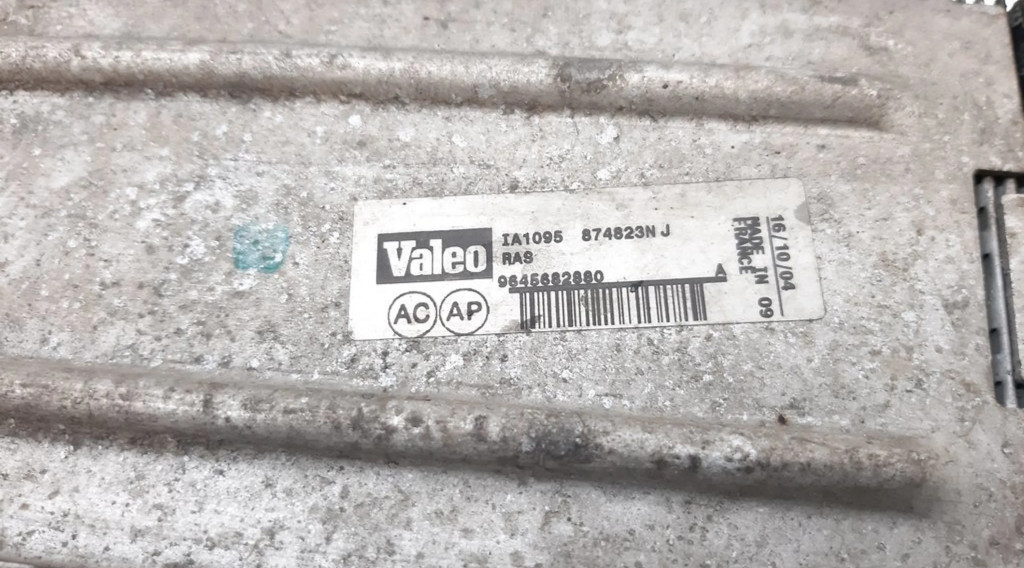 Valeo
IA1095 874823N J
RAS
9645682880 A
AC AP
16/10/04
MADE IN 09
FRANCE